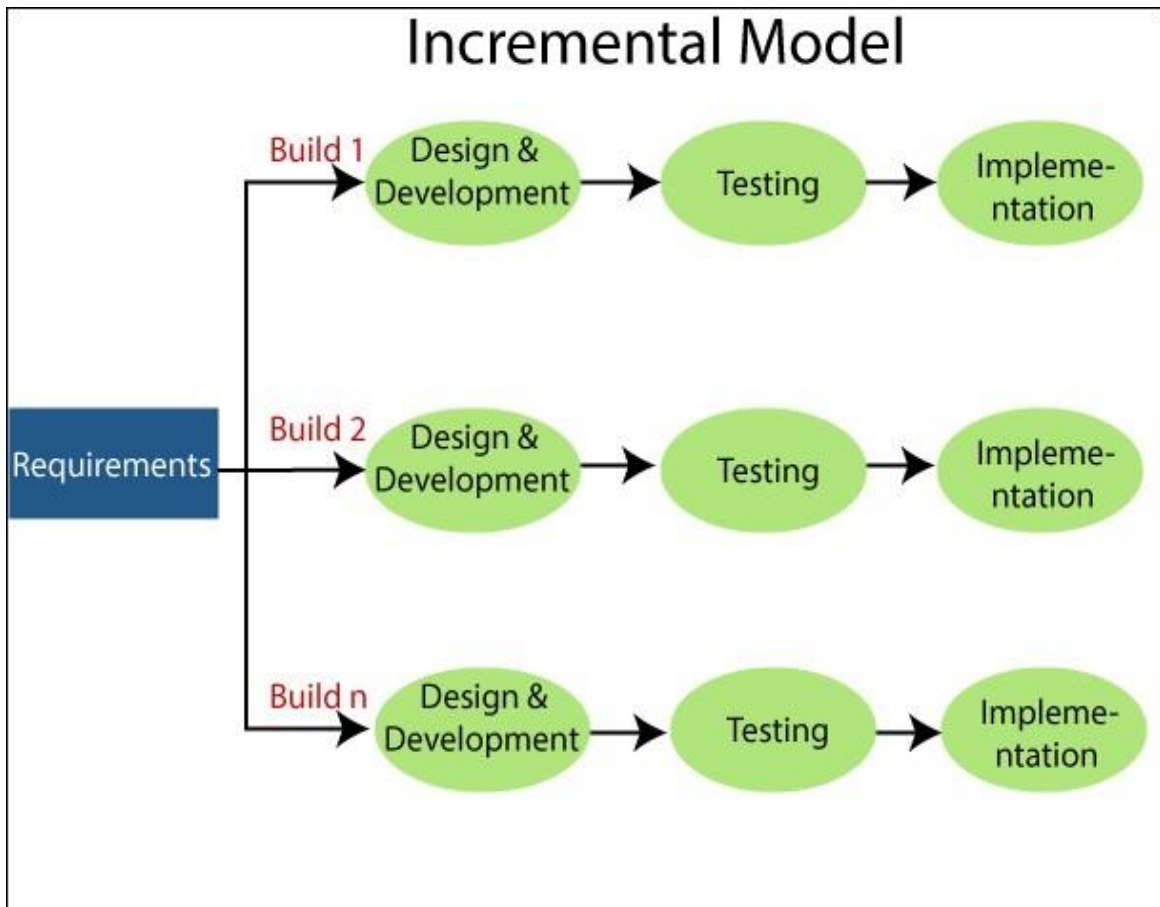 Incremental Model
Build 1
Design &
Development
Testing
Impleme-
ntation
Requirements
Build 2
Design &
Development
Testing
Impleme-
ntation
Build n
Design &
Development
Testing
Impleme-
ntation